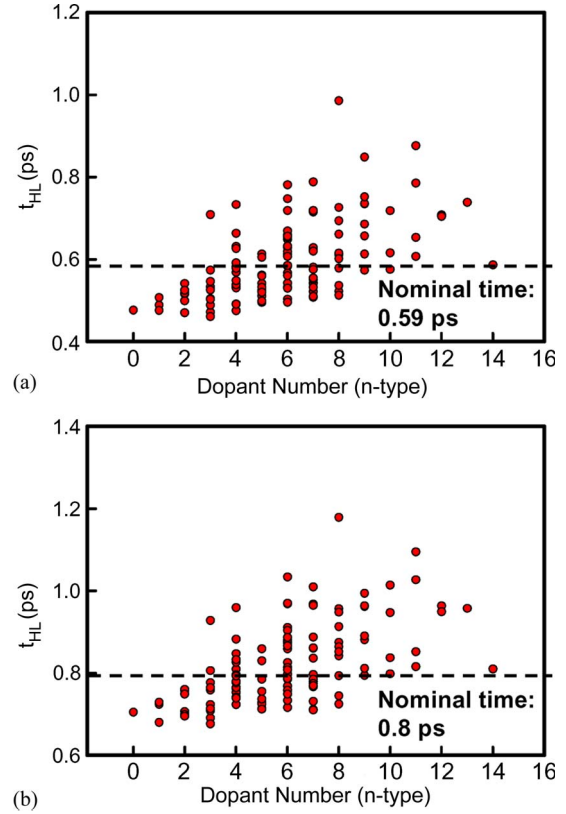 1.2
1.0
0.8
0.6
0.4
t_HL(ps)
Nominal time:
0.59 ps
0 2 4 6 8 10 12 14 16
Dopant Number (n-type)
(a)
1.4
1.2
1.0
0.8
0.6
t_HL(ps)
Nominal time:
0.8 ps
0 2 4 6 8 10 12 14 16
Dopant Number (n-type)
(b)